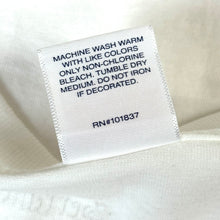 MACHINE WASH WARM
WITH LIKE COLORS
ONLY NON-CHLORINE
BLEACH. TUMBLE DRY
MEDIUM. DO NOT IRON
IF DECORATED.
RN#101837